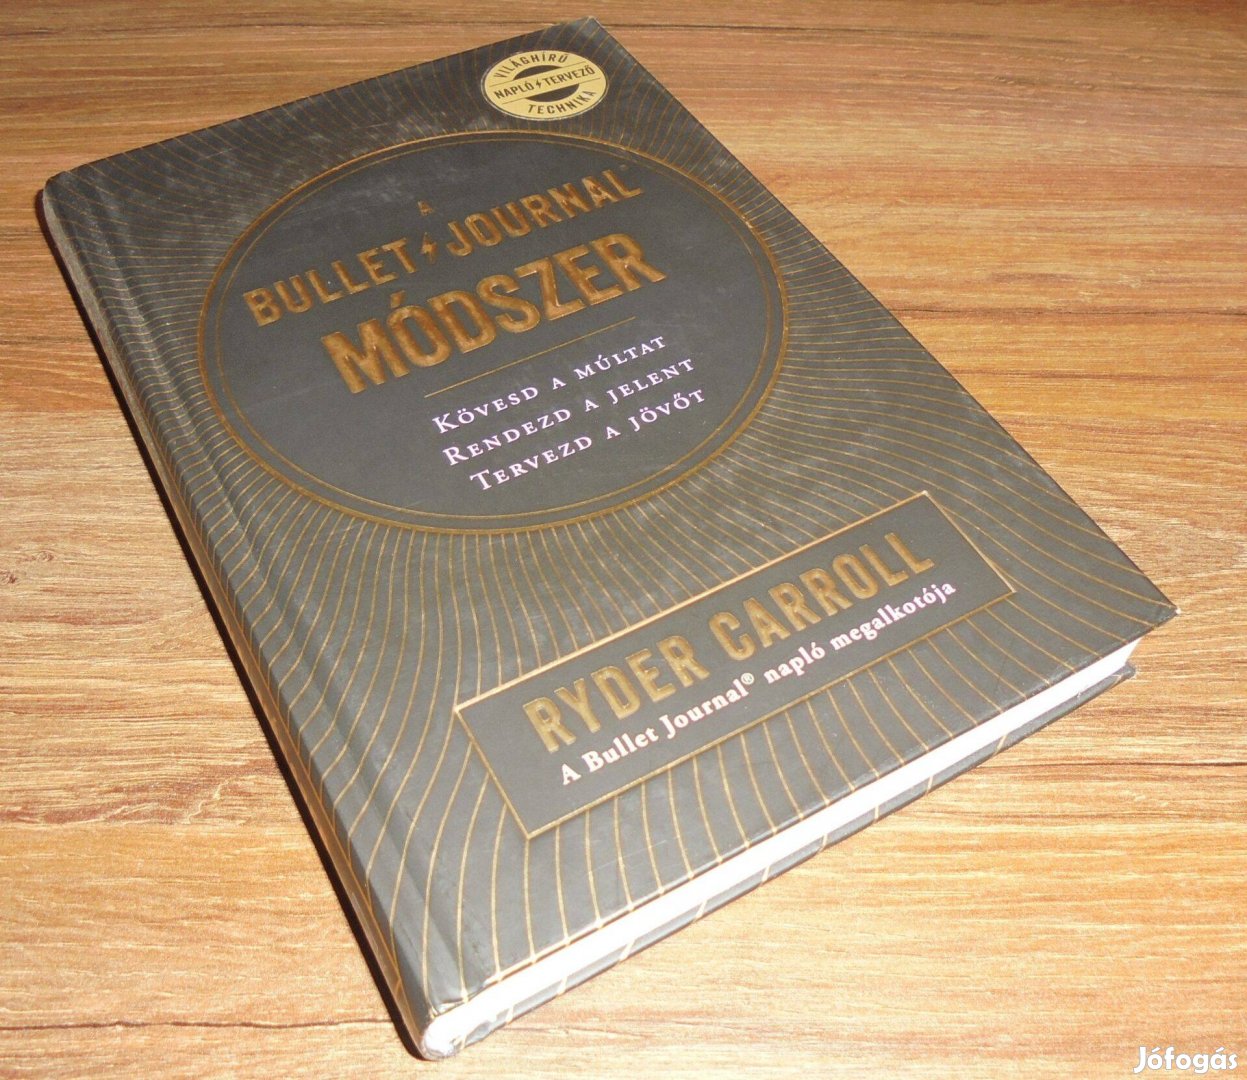 VILÁGHÍRŰ
NAPLÓ TERVEZŐ
TECHNIKA
A
BULLET JOURNAL®
MÓDSZER
KÖVESD A MÚLTAT
RENDEZD A JELENT
TERVEZD A JÖVŐT
RYDER CARROLL
A Bullet Journal® napló megalkotója
Jófogás